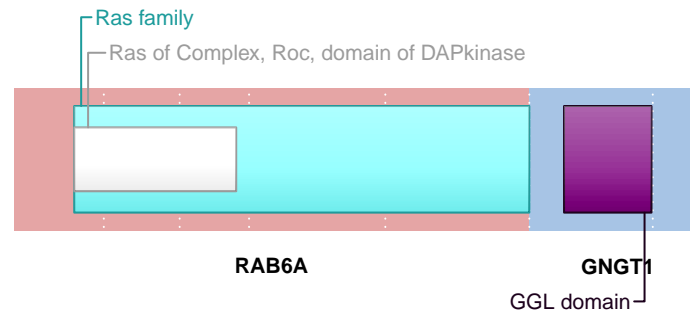 Ras family
Ras of Complex, Roc, domain of DAPkinase
RAB6A
GNGT1
GGL domain